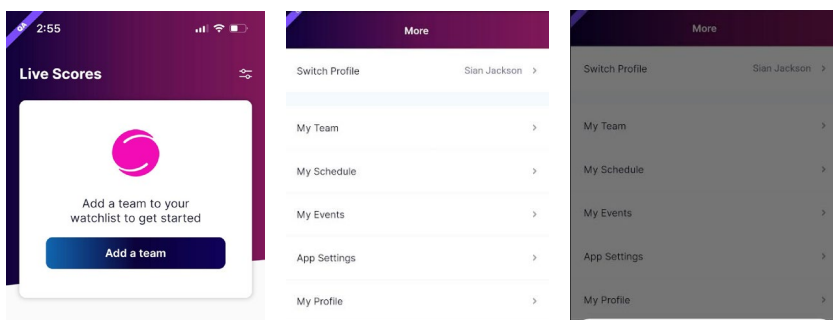 QA
2:55
Live Scores
Add a team to your
watchlist to get started
Add a team
More
Switch Profile Sian Jackson
My Team
My Schedule
My Events
App Settings
My Profile
More
Switch Profile Sian Jackson
My Team
My Schedule
My Events
App Settings
My Profile